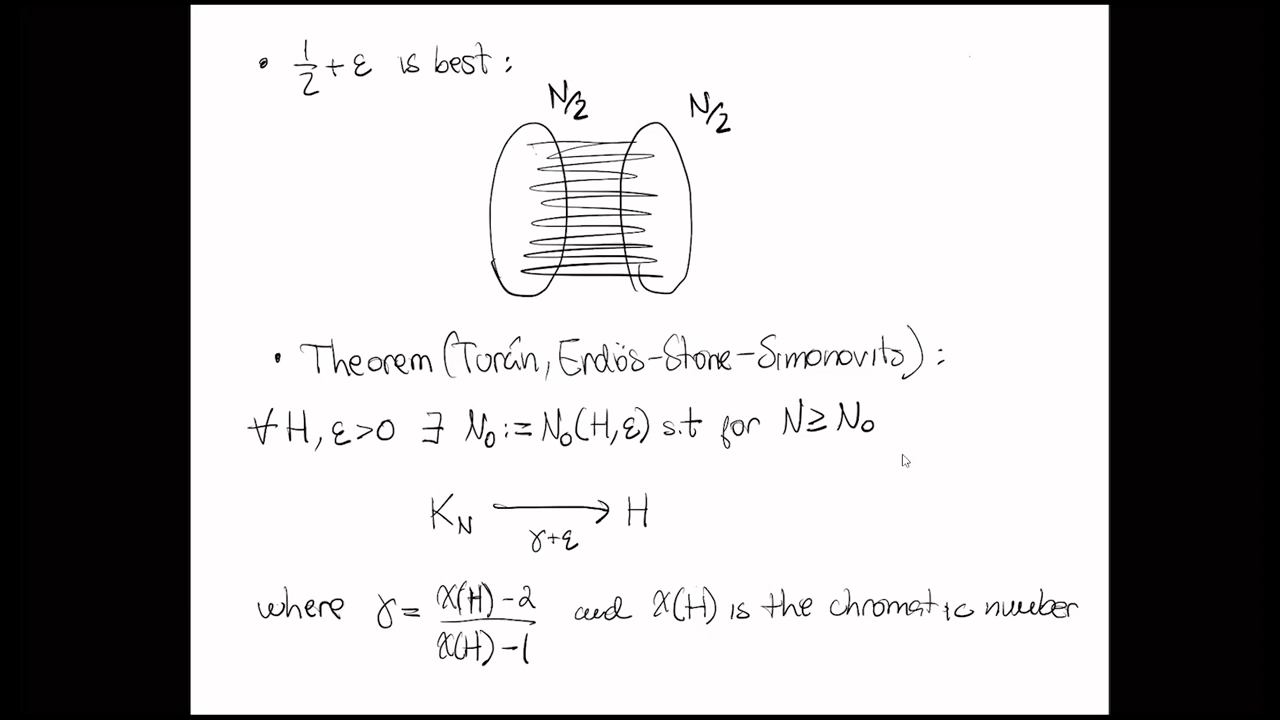 • 1/2 + ε is best :
N/2 N/2
• Theorem (Turán, Erdős-Stone-Simonovits) :
∀ H, ε>0 ∃ N₀ := N₀(H,ε) s.t for N ≥ N₀
K_N ⟶ H
γ+ε
where γ = χ(H)-2 / χ(H)-1 and χ(H) is the chromatic number